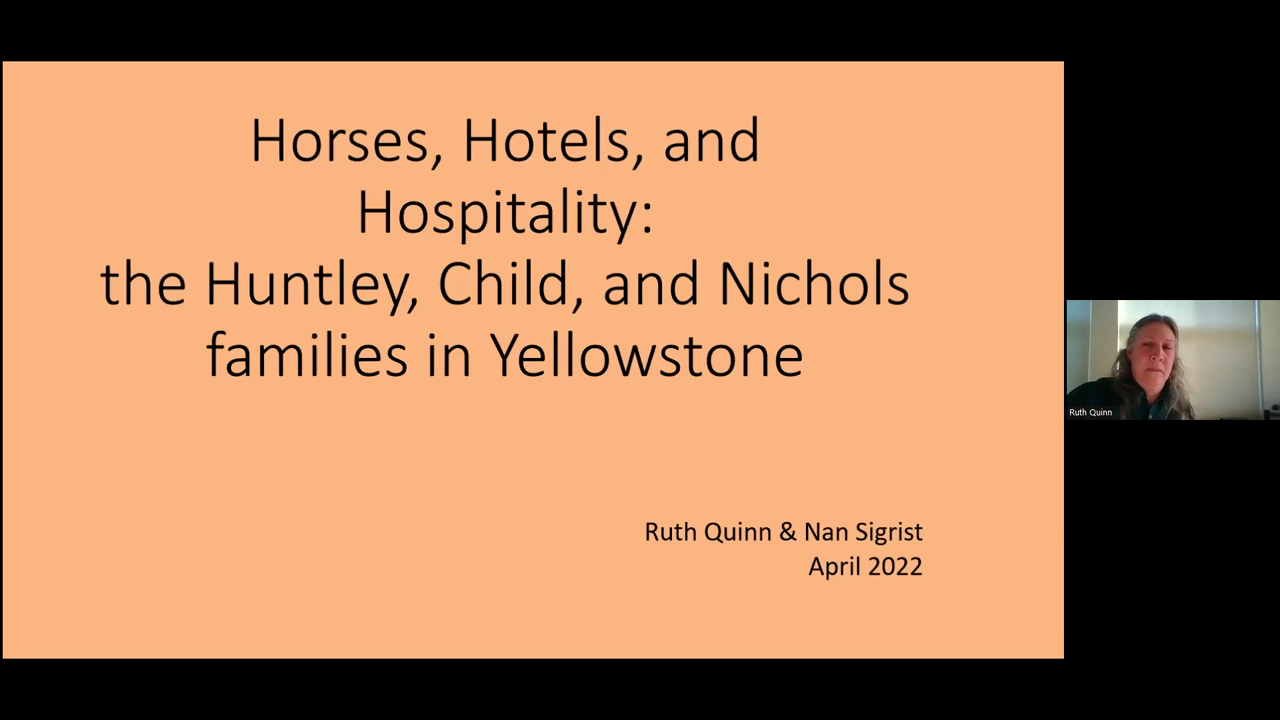 Horses, Hotels, and
Hospitality:
the Huntley, Child, and Nichols
families in Yellowstone
Ruth Quinn & Nan Sigrist
April 2022
Ruth Quinn